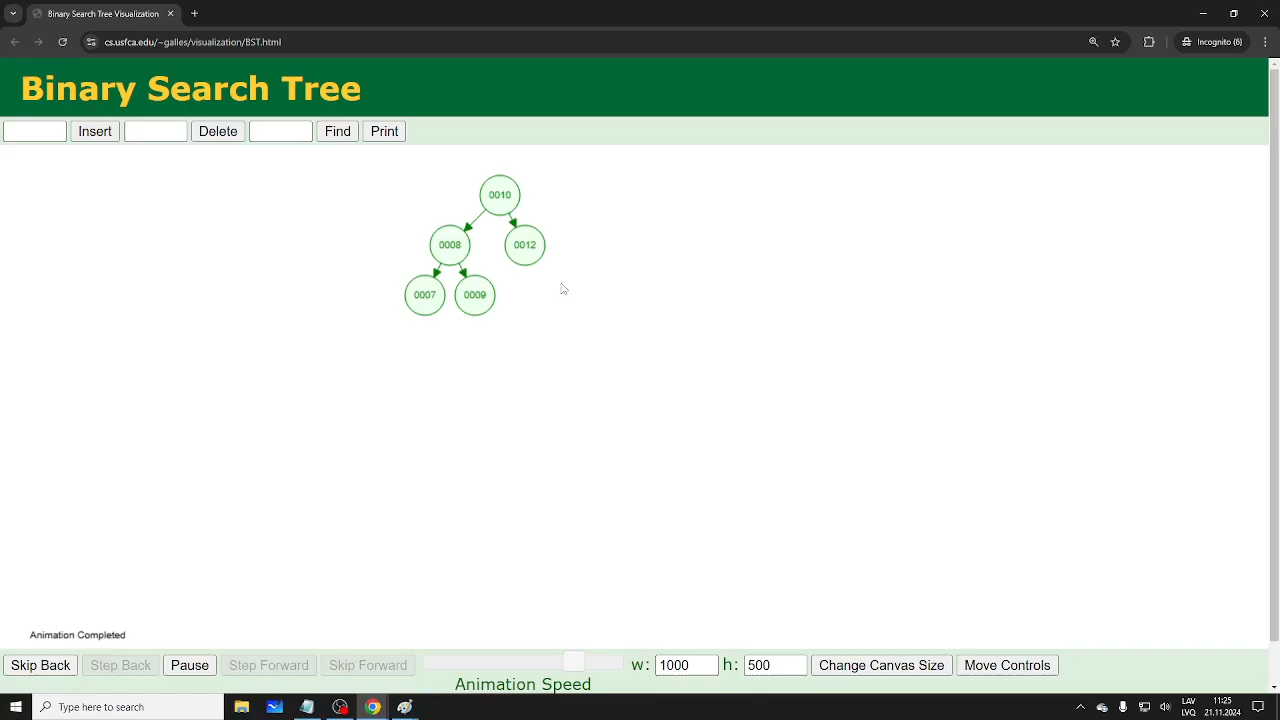 Binary Search Tree Visualization
cs.usfca.edu/~galles/visualization/BST.html
Incognito (6)
Binary Search Tree
Insert Delete Find Print
0010
0008 0012
0007 0009
Animation Completed
Skip Back Step Back Pause Step Forward Skip Forward w: 1000 h: 500 Change Canvas Size Move Controls
Animation Speed
Type here to search
LAV 11:25
LVQ 21.11.2024